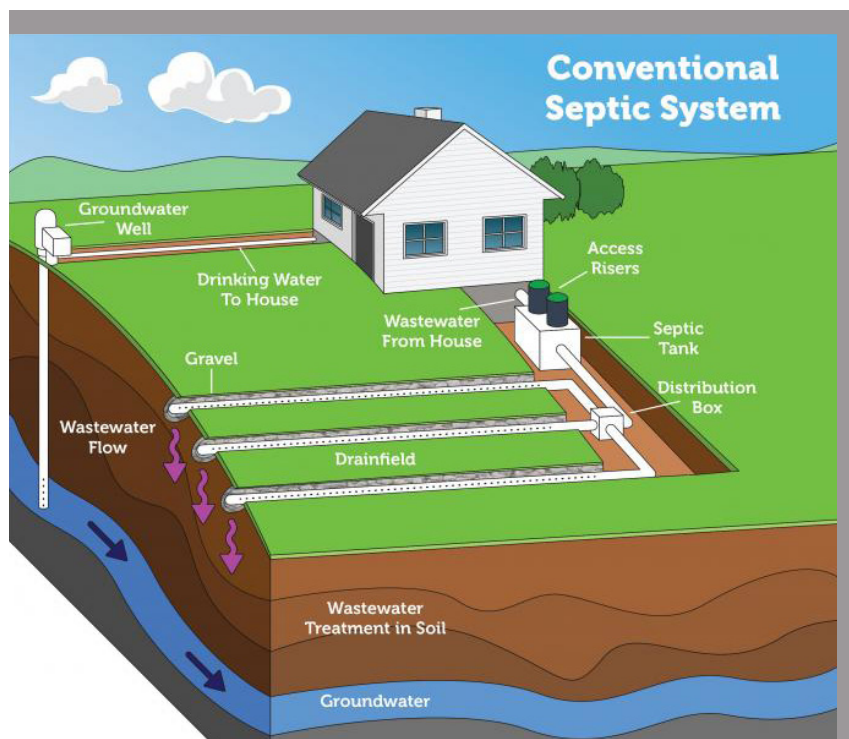 Conventional
Septic System
Groundwater
Well
Drinking Water
To House
Access
Risers
Wastewater
From House
Septic
Tank
Gravel
Distribution
Box
Wastewater
Flow
Drainfield
Wastewater
Treatment in Soil
Groundwater